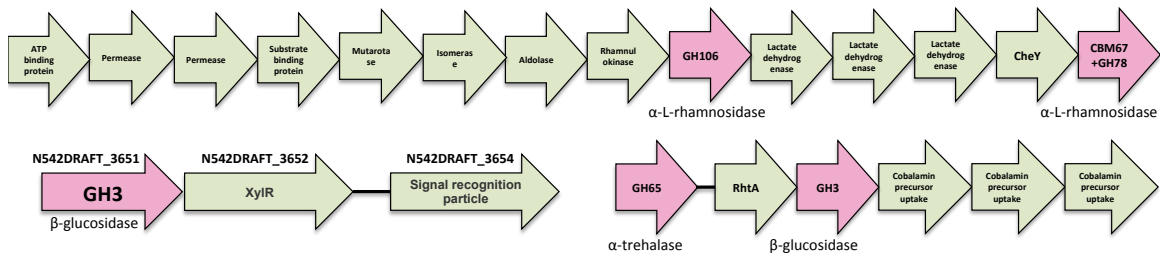 ATP
binding
protein
Permease
Permease
Substrate
binding
protein
Mutarota
se
Isomeras
e
Aldolase
Rhamnul
okinase
GH106
Lactate
dehydrog
enase
Lactate
dehydrog
enase
Lactate
dehydrog
enase
CheY
CBM67
+GH78
α-L-rhamnosidase
α-L-rhamnosidase
N542DRAFT_3651
N542DRAFT_3652
N542DRAFT_3654
GH3
XylR
Signal recognition
particle
β-glucosidase
GH65
RhtA
GH3
Cobalamin
precursor
uptake
Cobalamin
precursor
uptake
Cobalamin
precursor
uptake
α-trehalase
β-glucosidase